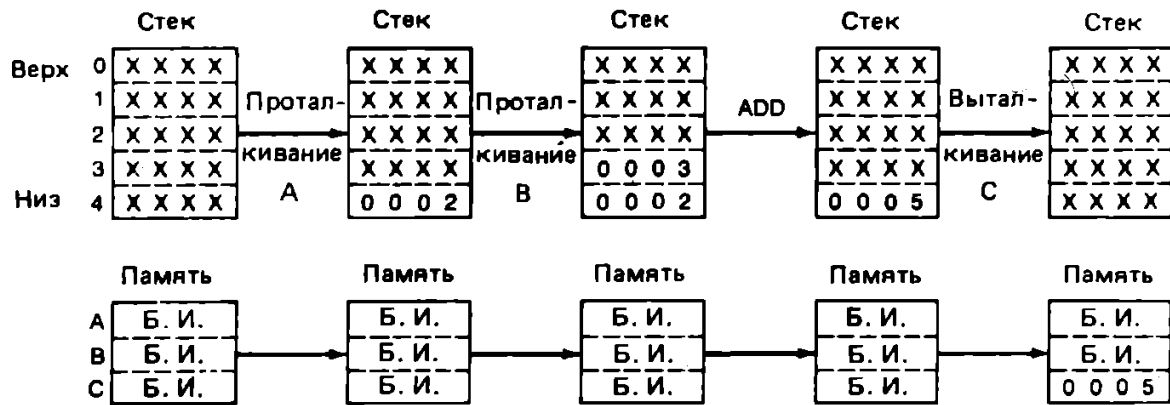 Стек Стек Стек Стек Стек
Верх 0 X X X X X X X X X X X X X X X X X X X X
1 X X X X Протал- X X X X Протал- X X X X ADD X X X X Вытал- X X X X
2 X X X X X X X X X X X X X X X X X X X X
3 X X X X кивание X X X X кивание 0 0 0 3 X X X X кивание X X X X
Низ 4 X X X X A 0 0 0 2 B 0 0 0 2 0 0 0 5 C X X X X
Память Память Память Память Память
A Б. И. Б. И. Б. И. Б. И. Б. И.
B Б. И. Б. И. Б. И. Б. И. Б. И.
C Б. И. Б. И. Б. И. Б. И. 0 0 0 5